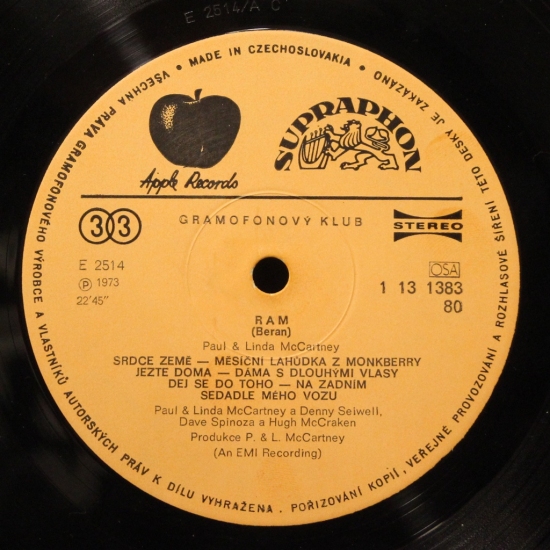 E 2514/A C
• MADE IN CZECHOSLOVAKIA •
VŠECHNA PRÁVA GRAMOFONOVÉHO VÝROBCE A VLASTNÍKŮ AUTORSKÝCH PRÁV K DÍLU VYHRAŽENA. POŘIZOVÁNÍ KOPIÍ, VEŘEJNÉ PROVOZOVÁNÍ A ROZHLASOVÉ ŠÍŘENÍ TÉTO DESKY JE ZAKÁZÁNO
Apple Records
SUPRAPHON
33
GRAMOFONOVÝ KLUB
STEREO
E 2514
Ⓟ 1973
22'45"
OSA
1 13 1383
80
RAM
(Beran)
Paul & Linda McCartney
SRDCE ZEMĚ — MĚSÍČNÍ LAHŮDKA Z MONKBERRY
JEZTE DOMA — DÁMA S DLOUHÝMI VLASY
DEJ SE DO TOHO — NA ZADNÍM
SEDADLE MÉHO VOZU
Paul & Linda McCartney a Denny Seiwell,
Dave Spinoza a Hugh McCraken
Produkce P. & L. McCartney
(An EMI Recording)